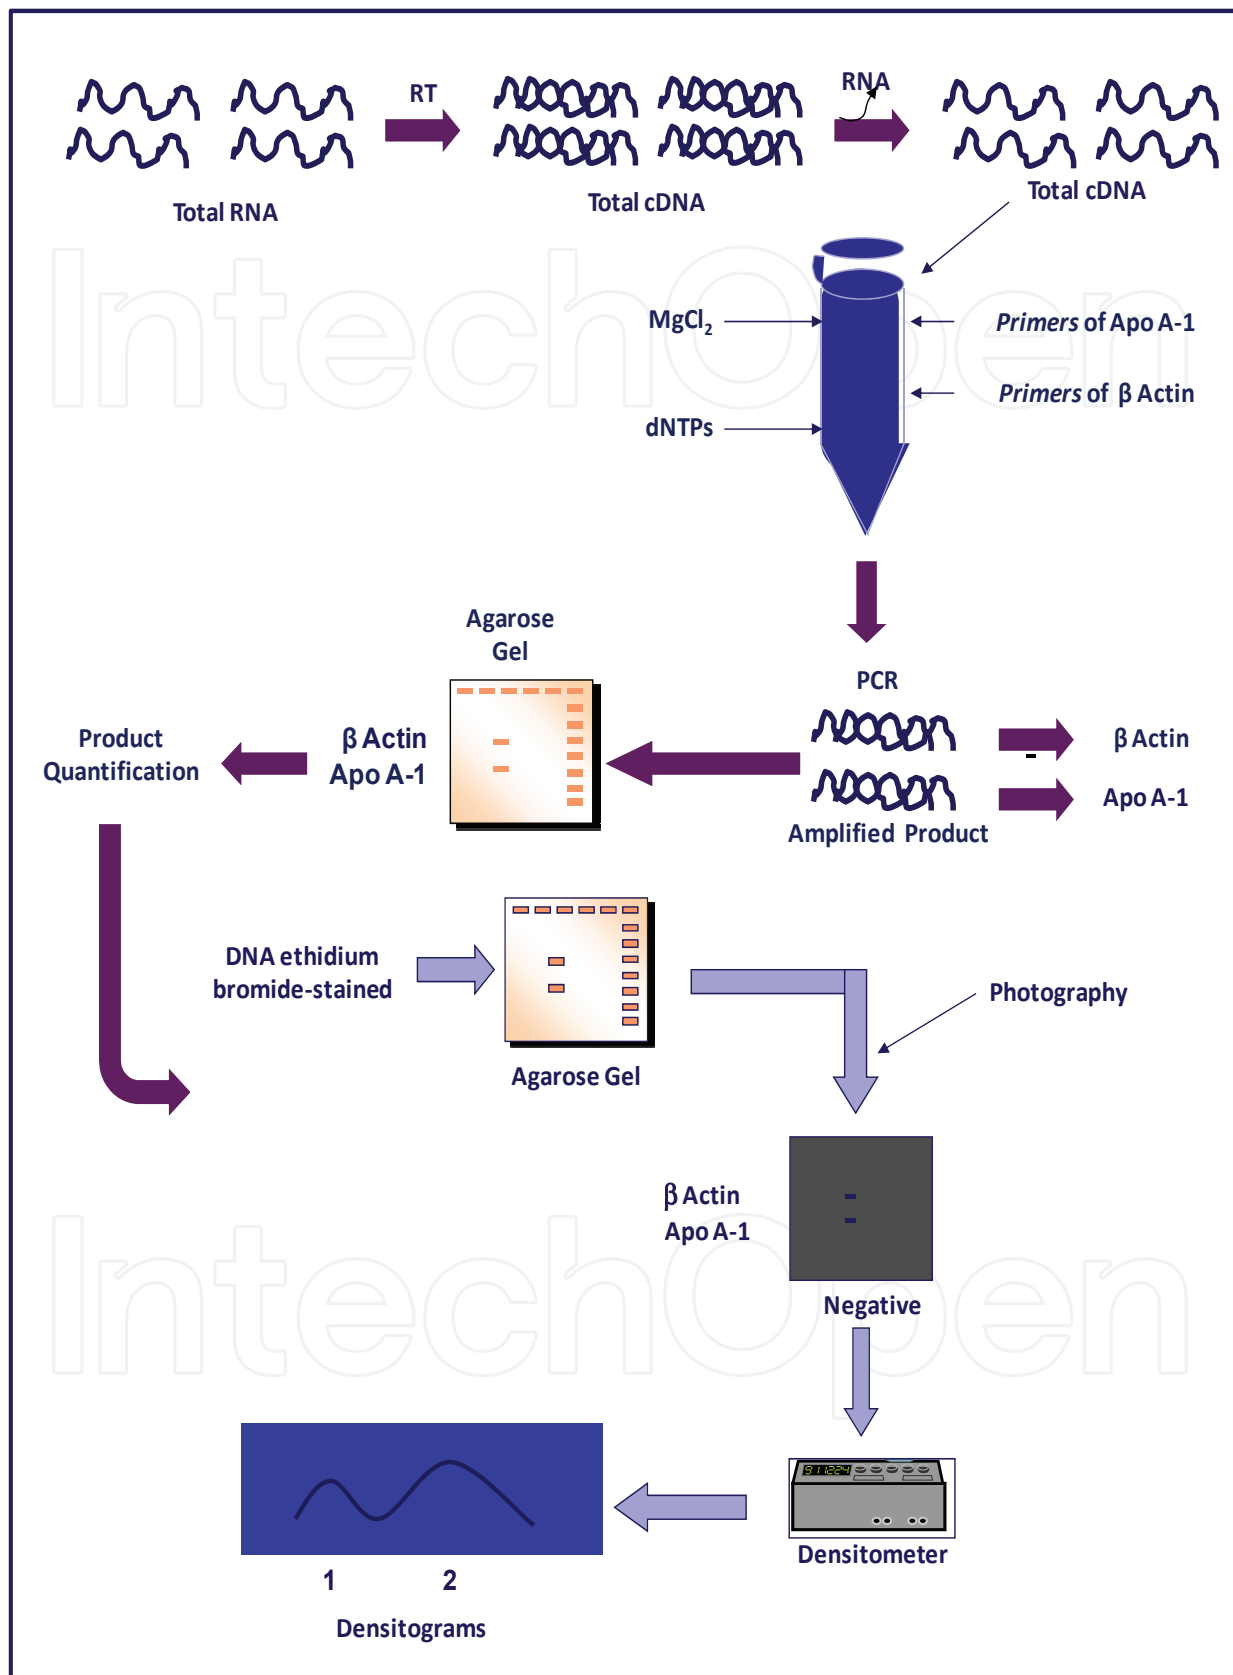 RT
RNA
Total RNA
Total cDNA
Total cDNA
MgCl₂
Primers of Apo A-1
Primers of β Actin
dNTPs
Agarose
Gel
PCR
Product
Quantification
β Actin
Apo A-1
β Actin
Apo A-1
Amplified Product
DNA ethidium
bromide-stained
Agarose Gel
Photography
β Actin
Apo A-1
Negative
911224
Densitometer
1 2
Densitograms
IntechOpen
IntechOpen